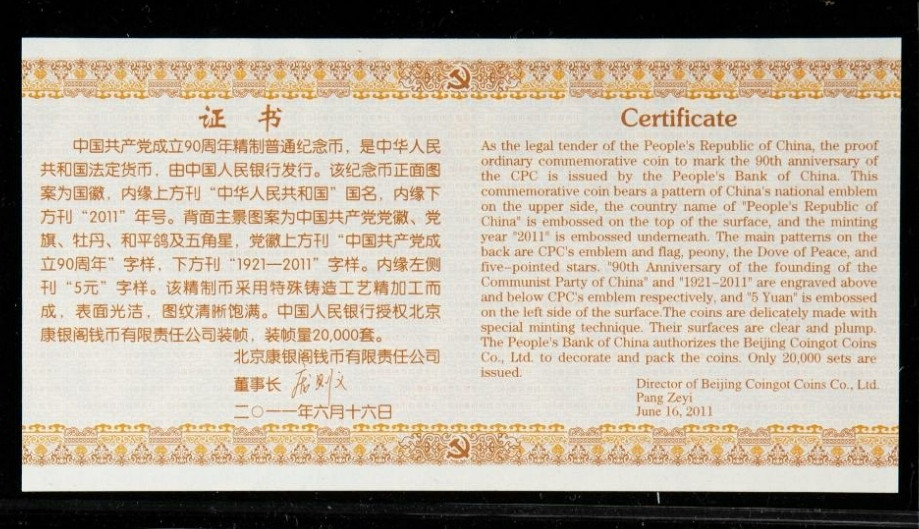 证 书
中国共产党成立90周年精制普通纪念币，是中华人民
共和国法定货币，由中国人民银行发行。该纪念币正面图
案为国徽，内缘上方刊“中华人民共和国”国名，内缘下
方刊“2011”年号。背面主景图案为中国共产党党徽、党
旗、牡丹、和平鸽及五角星，党徽上方刊“中国共产党成
立90周年”字样，下方刊“1921—2011”字样。内缘左侧
刊“5元”字样。该精制币采用特殊铸造工艺精加工而
成，表面光洁，图纹清晰饱满。中国人民银行授权北京
康银阁钱币有限责任公司装帧，装帧量20,000套。
北京康银阁钱币有限责任公司
董事长
二〇一一年六月十六日
Certificate
As the legal tender of the People's Republic of China, the proof
ordinary commemorative coin to mark the 90th anniversary of
the CPC is issued by the People's Bank of China. This
commemorative coin bears a pattern of China's national emblem
on the upper side, the country name of "People's Republic of
China" is embossed on the top of the surface, and the minting
year "2011" is embossed underneath. The main patterns on the
back are CPC's emblem and flag, peony, the Dove of Peace, and
five-pointed stars. "90th Anniversary of the founding of the
Communist Party of China" and "1921-2011" are engraved above
and below CPC's emblem respectively, and "5 Yuan" is embossed
on the left side of the surface.The coins are delicately made with
special minting technique. Their surfaces are clear and plump.
The People's Bank of China authorizes the Beijing Coingot Coins
Co., Ltd. to decorate and pack the coins. Only 20,000 sets are
issued.
Director of Beijing Coingot Coins Co., Ltd.
Pang Zeyi
June 16, 2011